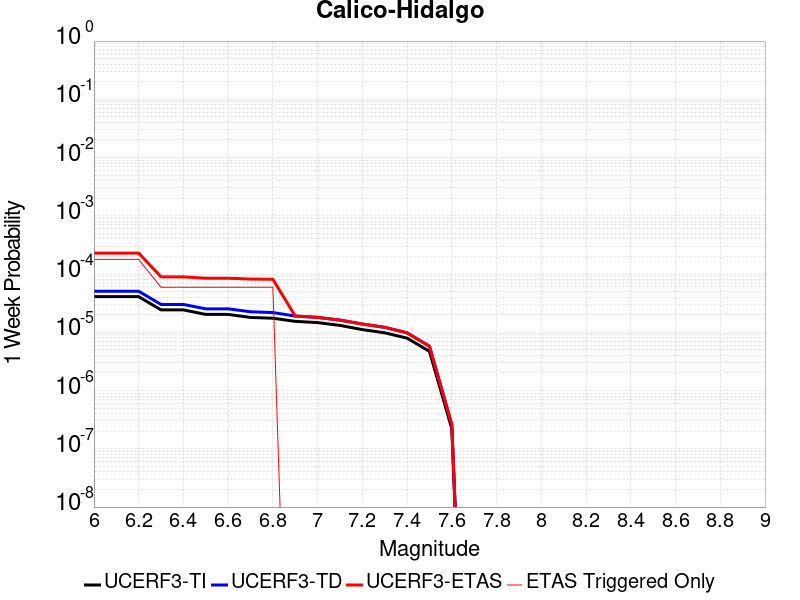 Calico-Hidalgo
10 0
10 -1
10 -2
10 -3
10 -4
10 -5
10 -6
10 -7
10 -8
1 Week Probability
6 6.2 6.4 6.6 6.8 7 7.2 7.4 7.6 7.8 8 8.2 8.4 8.6 8.8 9
Magnitude
UCERF3-TI UCERF3-TD UCERF3-ETAS ETAS Triggered Only